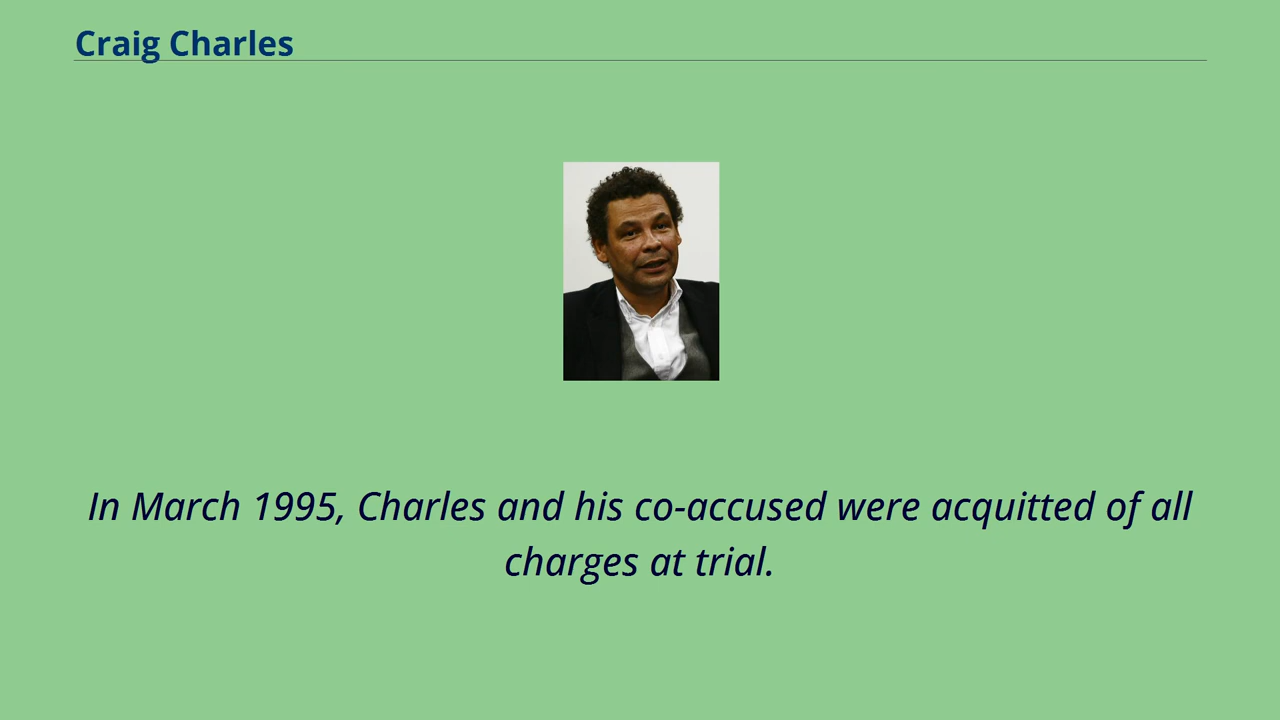 Craig Charles
In March 1995, Charles and his co-accused were acquitted of all
charges at trial.